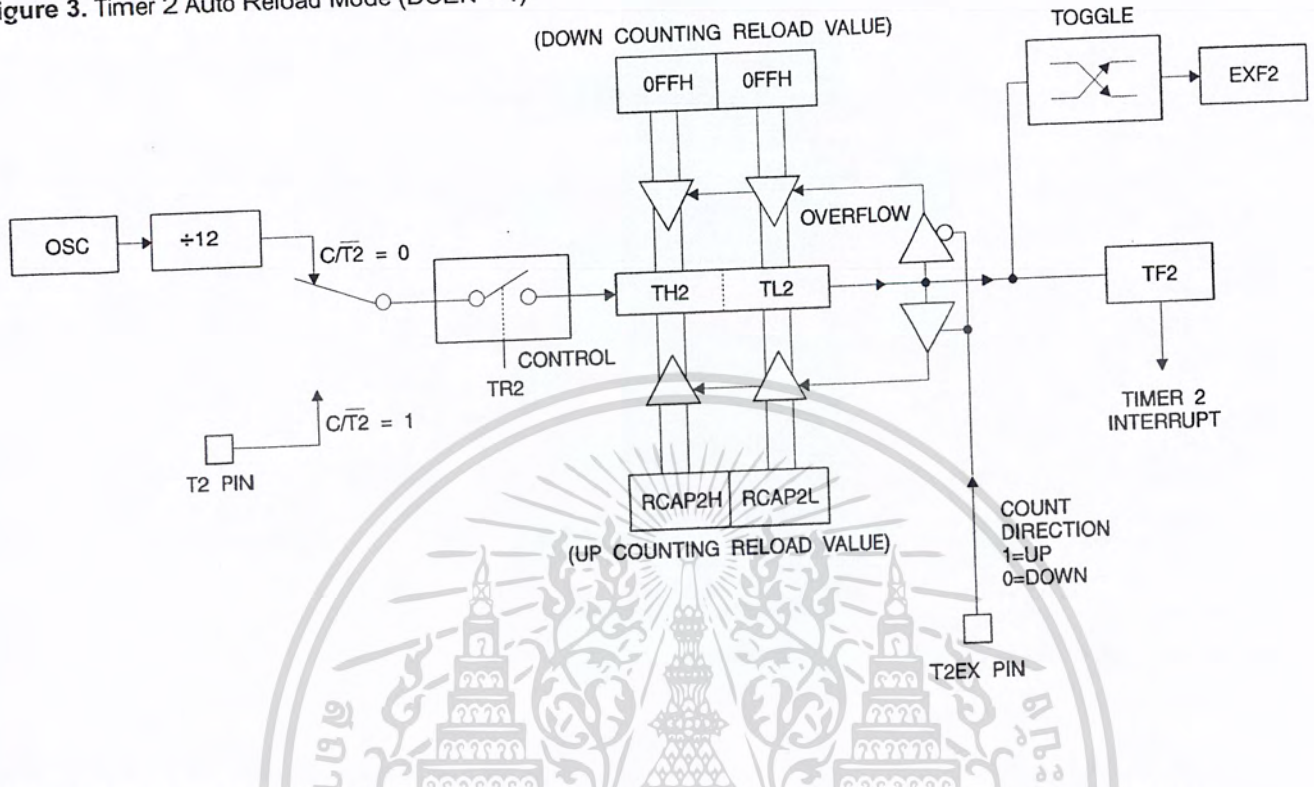 igure 3. Timer 2 Auto Reload Mode (DCEN = 1)
(DOWN COUNTING RELOAD VALUE)
TOGGLE
0FFH 0FFH
EXF2
OSC
÷12
C/T2̅ = 0
OVERFLOW
TH2 TL2
TF2
CONTROL
TR2
C/T2̅ = 1
T2 PIN
TIMER 2
INTERRUPT
RCAP2H RCAP2L
(UP COUNTING RELOAD VALUE)
COUNT
DIRECTION
1=UP
0=DOWN
T2EX PIN